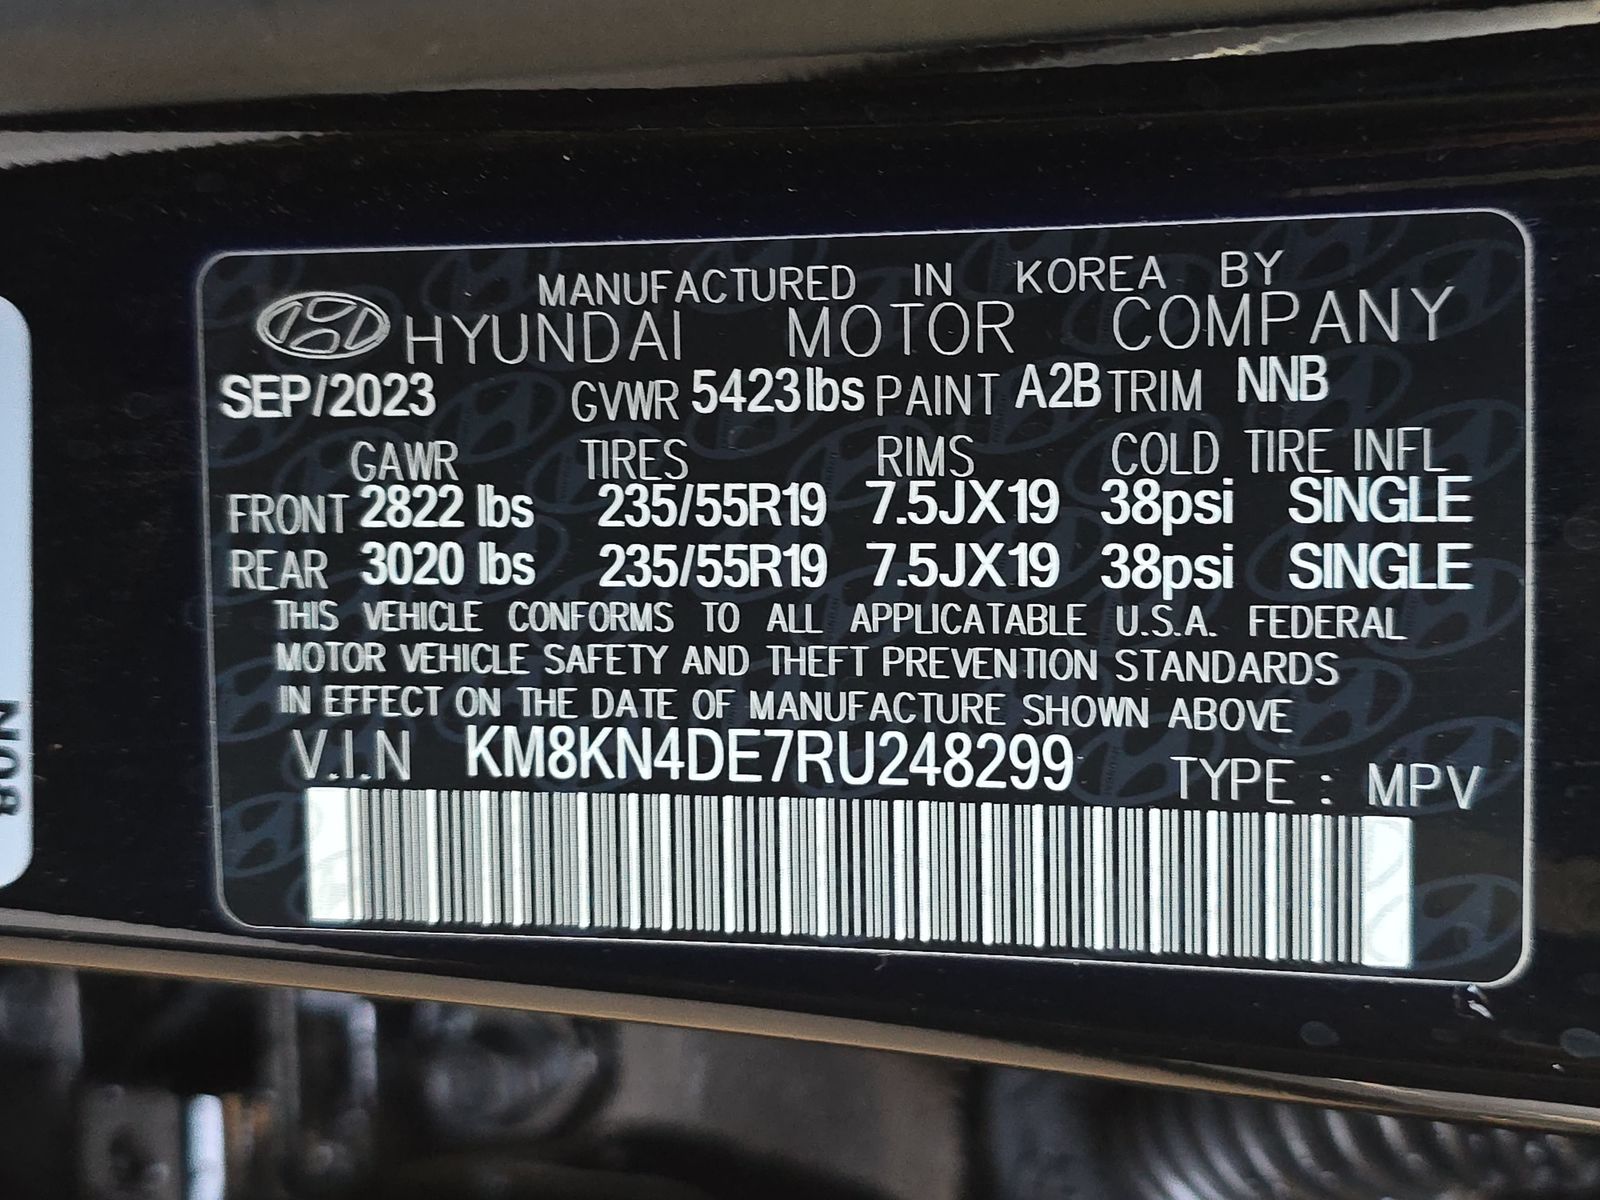 MANUFACTURED IN KOREA BY
HYUNDAI MOTOR COMPANY
SEP/2023 GVWR 5423lbs PAINT A2B TRIM NNB
GAWR TIRES RIMS COLD TIRE INFL
FRONT 2822 lbs 235/55R19 7.5JX19 38psi SINGLE
REAR 3020 lbs 235/55R19 7.5JX19 38psi SINGLE
THIS VEHICLE CONFORMS TO ALL APPLICATABLE U.S.A. FEDERAL
MOTOR VEHICLE SAFETY AND THEFT PREVENTION STANDARDS
IN EFFECT ON THE DATE OF MANUFACTURE SHOWN ABOVE
V.I.N KM8KN4DE7RU248299 TYPE : MPV